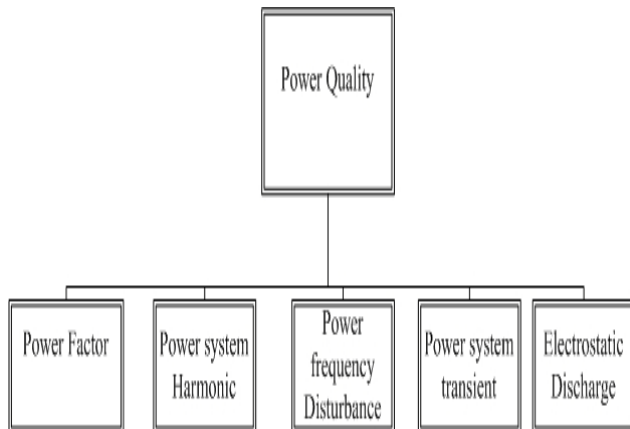 Power Quality
Power Factor
Power system
Harmonic
Power
frequency
Disturbance
Power system
transient
Electrostatic
Discharge